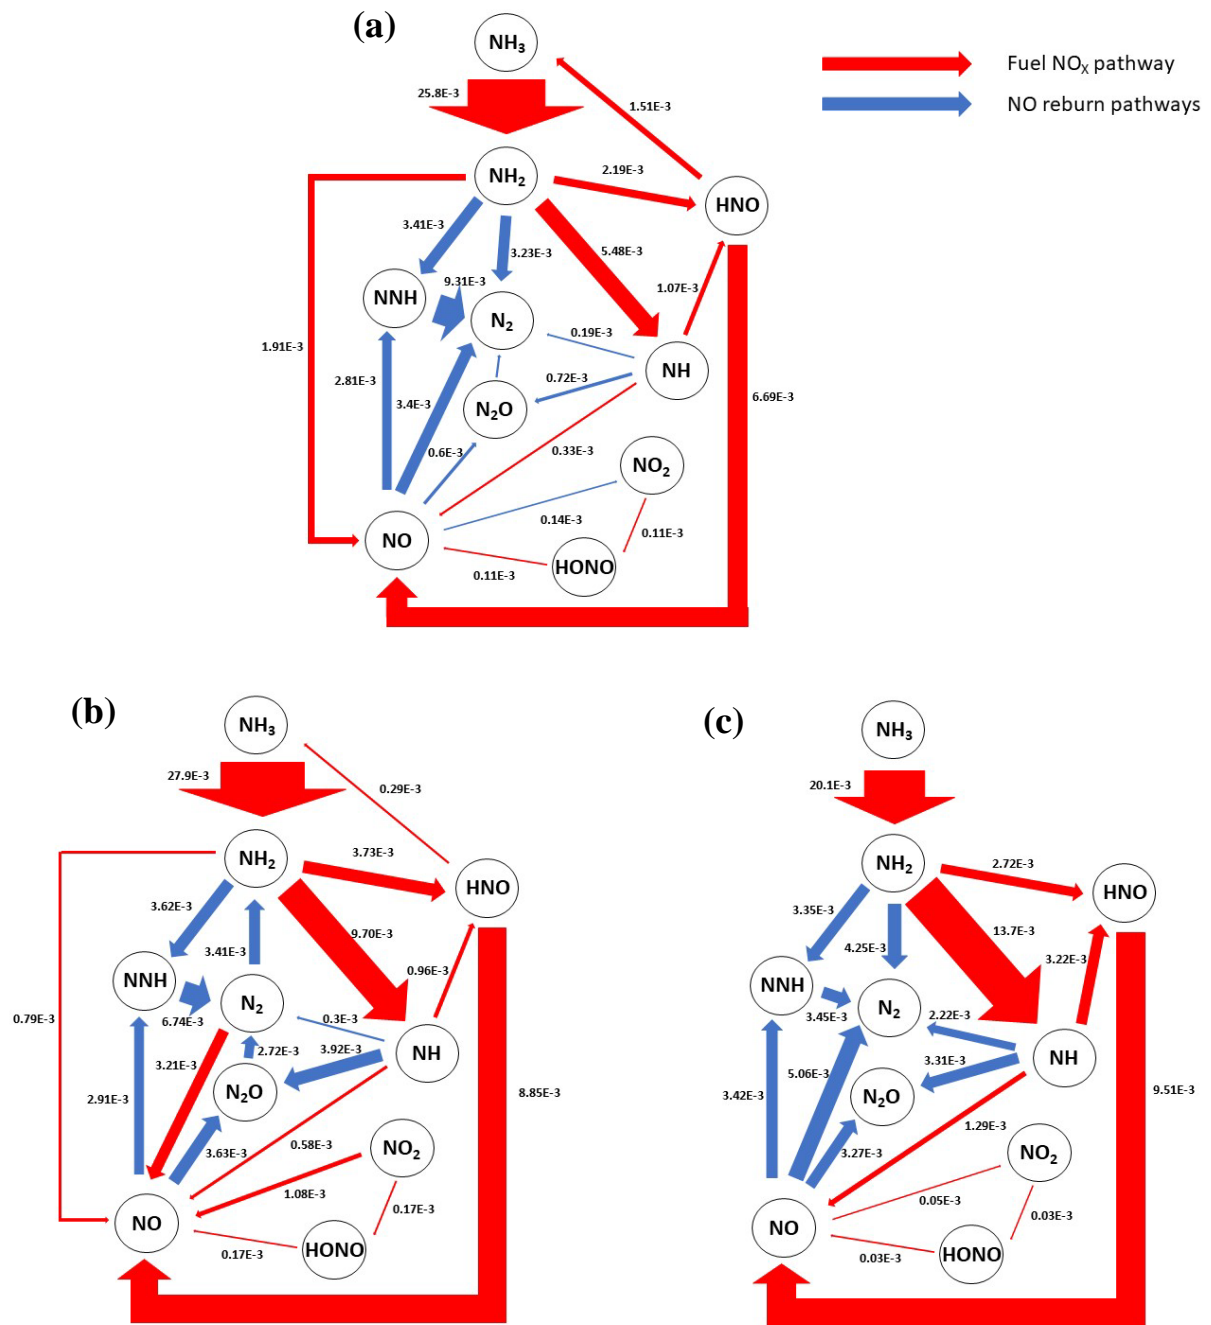 (a)
NH₃
Fuel NOₓ pathway
NO reburn pathways
25.8E-3
1.51E-3
NH₂
2.19E-3
HNO
3.41E-3
3.23E-3
5.48E-3
9.31E-3
1.07E-3
NNH
N₂
0.19E-3
1.91E-3
NH
2.81E-3
0.72E-3
3.4E-3
N₂O
6.69E-3
0.6E-3
0.33E-3
NO₂
0.14E-3
0.11E-3
NO
0.11E-3
HONO
(b)
NH₃
27.9E-3
0.29E-3
NH₂
3.73E-3
HNO
3.62E-3
3.41E-3
9.70E-3
0.96E-3
NNH
N₂
0.79E-3
6.74E-3
0.3E-3
NH
3.21E-3
2.72E-3
3.92E-3
2.91E-3
N₂O
8.85E-3
3.63E-3
0.58E-3
NO₂
1.08E-3
0.17E-3
NO
0.17E-3
HONO
(c)
NH₃
20.1E-3
NH₂
2.72E-3
HNO
3.35E-3
4.25E-3
13.7E-3
3.22E-3
NNH
N₂
3.45E-3
2.22E-3
NH
5.06E-3
3.31E-3
3.42E-3
N₂O
9.51E-3
3.27E-3
1.29E-3
NO₂
0.05E-3
0.03E-3
NO
0.03E-3
HONO